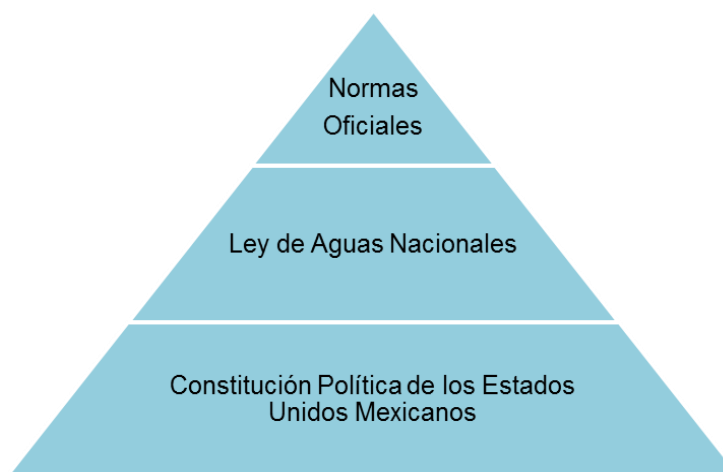 Normas
Oficiales
Ley de Aguas Nacionales
Constitución Política de los Estados
Unidos Mexicanos